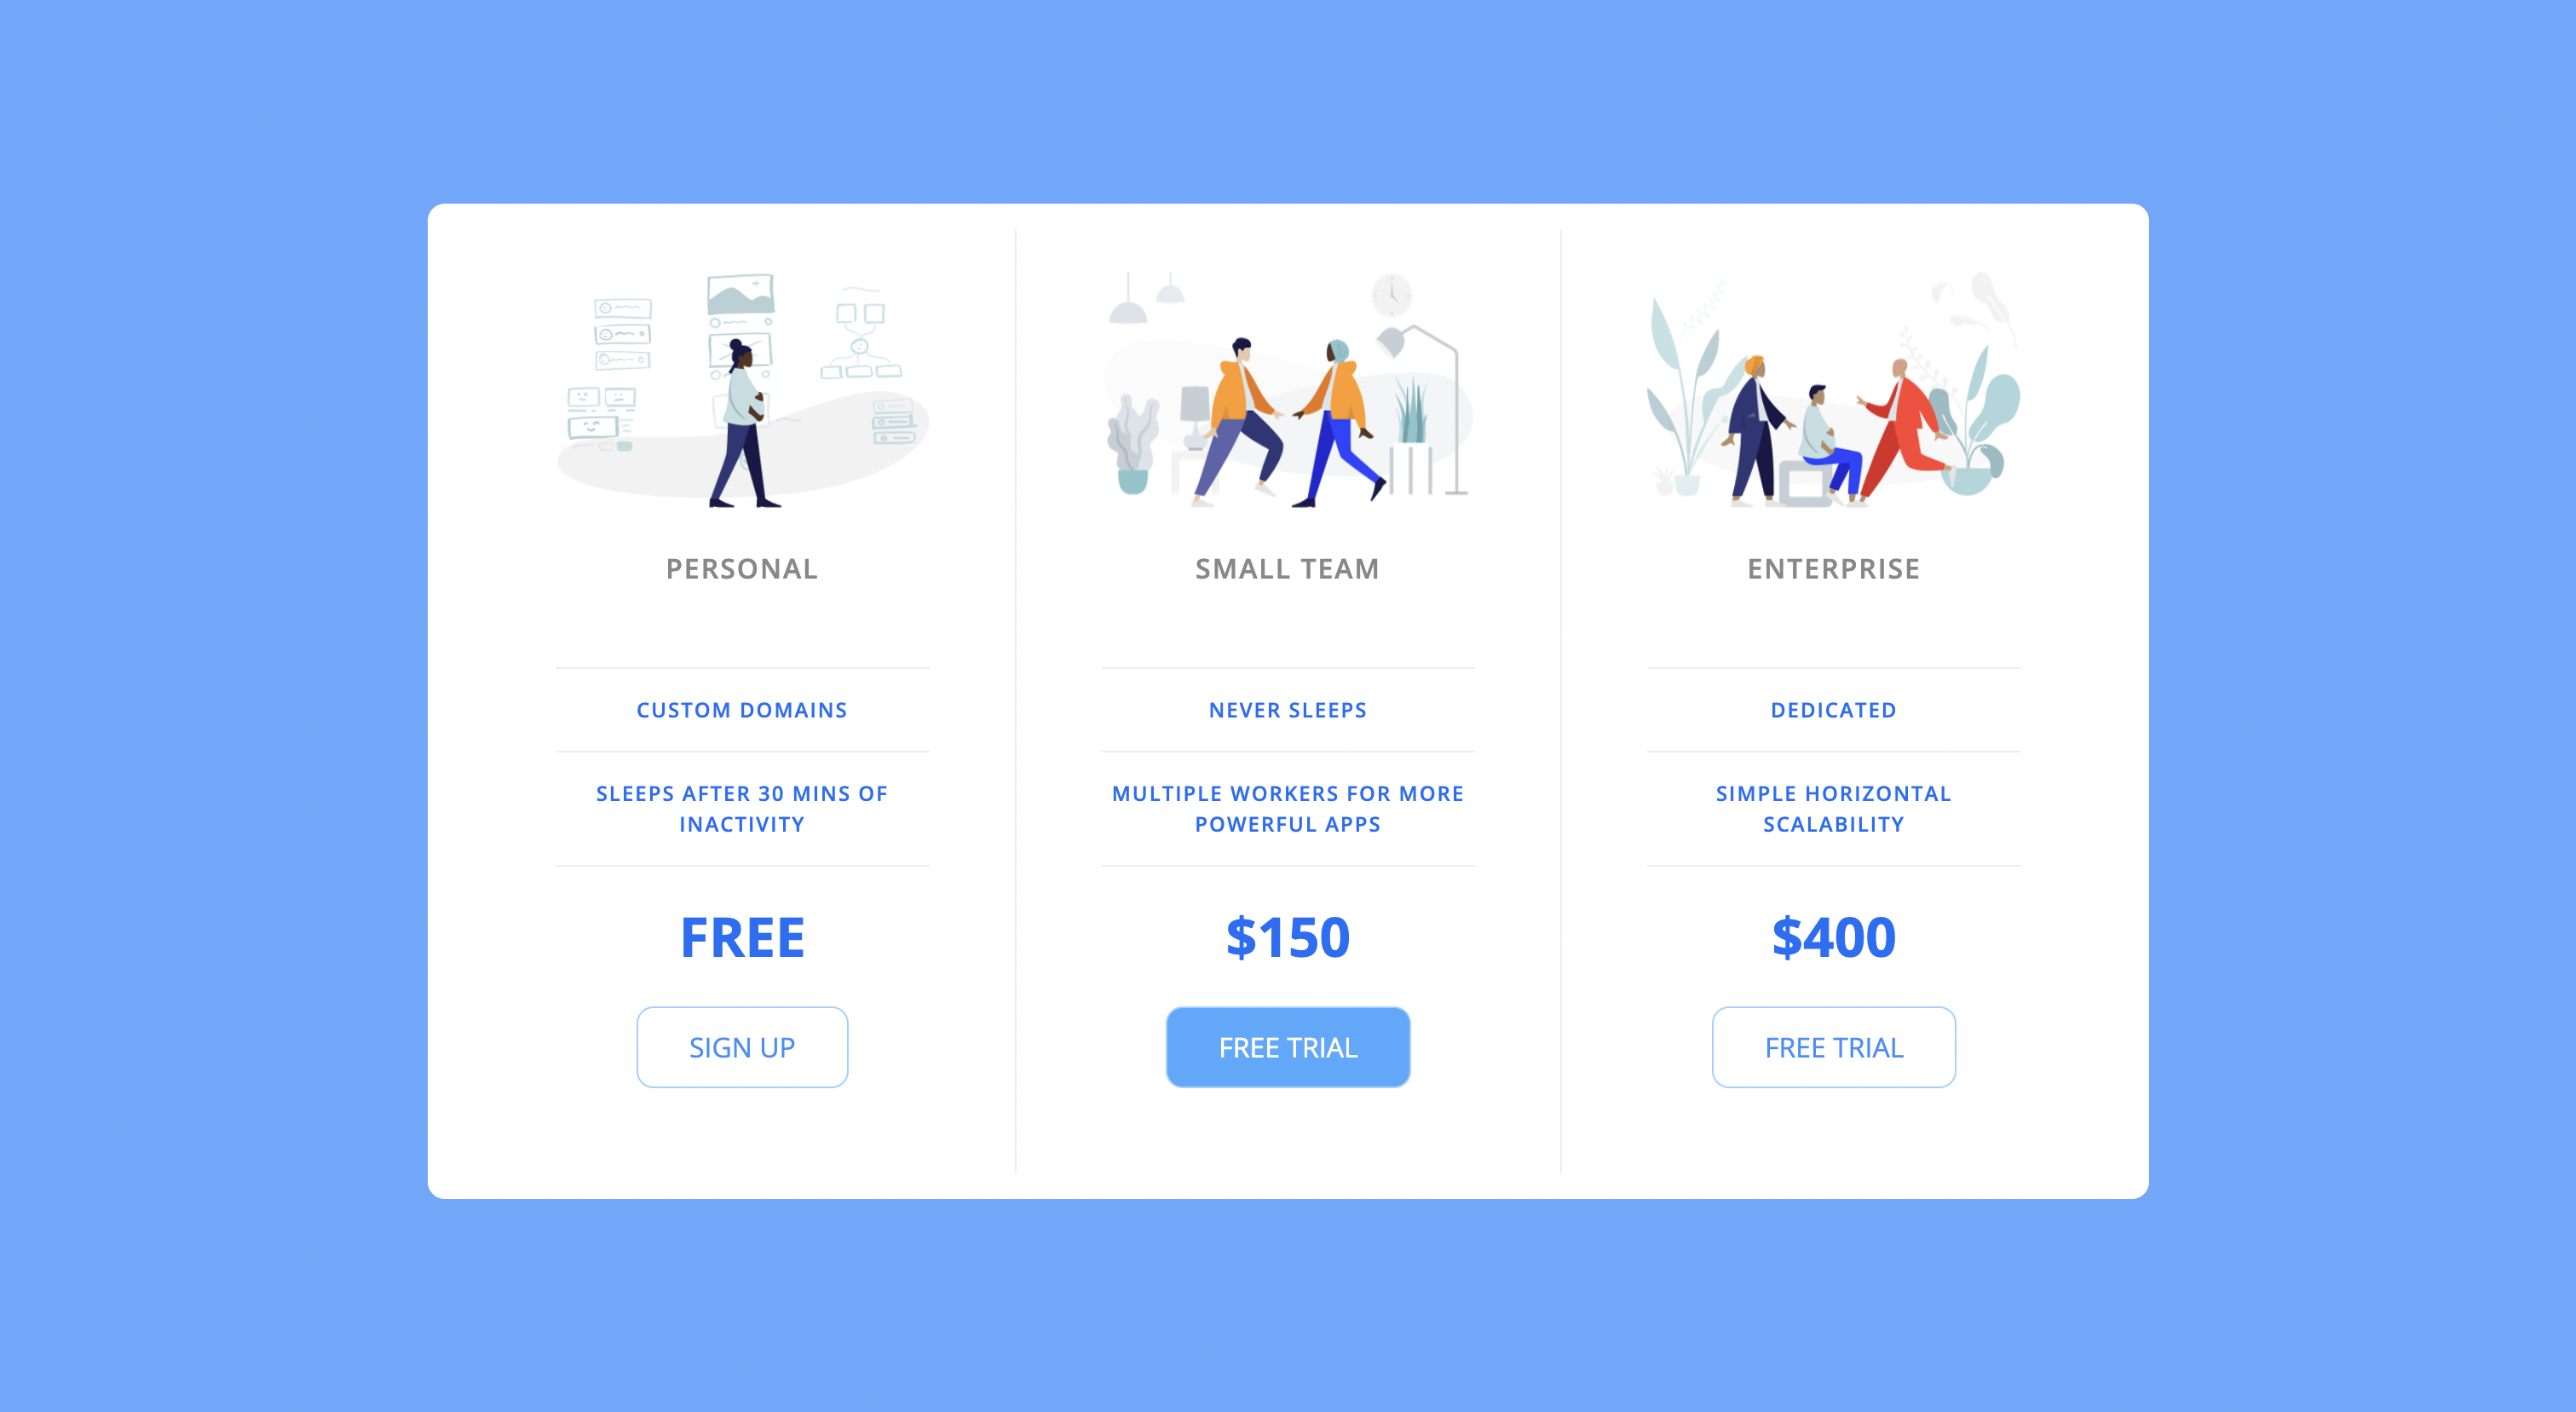 PERSONAL
CUSTOM DOMAINS
SLEEPS AFTER 30 MINS OF
INACTIVITY
FREE
SIGN UP
SMALL TEAM
NEVER SLEEPS
MULTIPLE WORKERS FOR MORE
POWERFUL APPS
$150
FREE TRIAL
ENTERPRISE
DEDICATED
SIMPLE HORIZONTAL
SCALABILITY
$400
FREE TRIAL